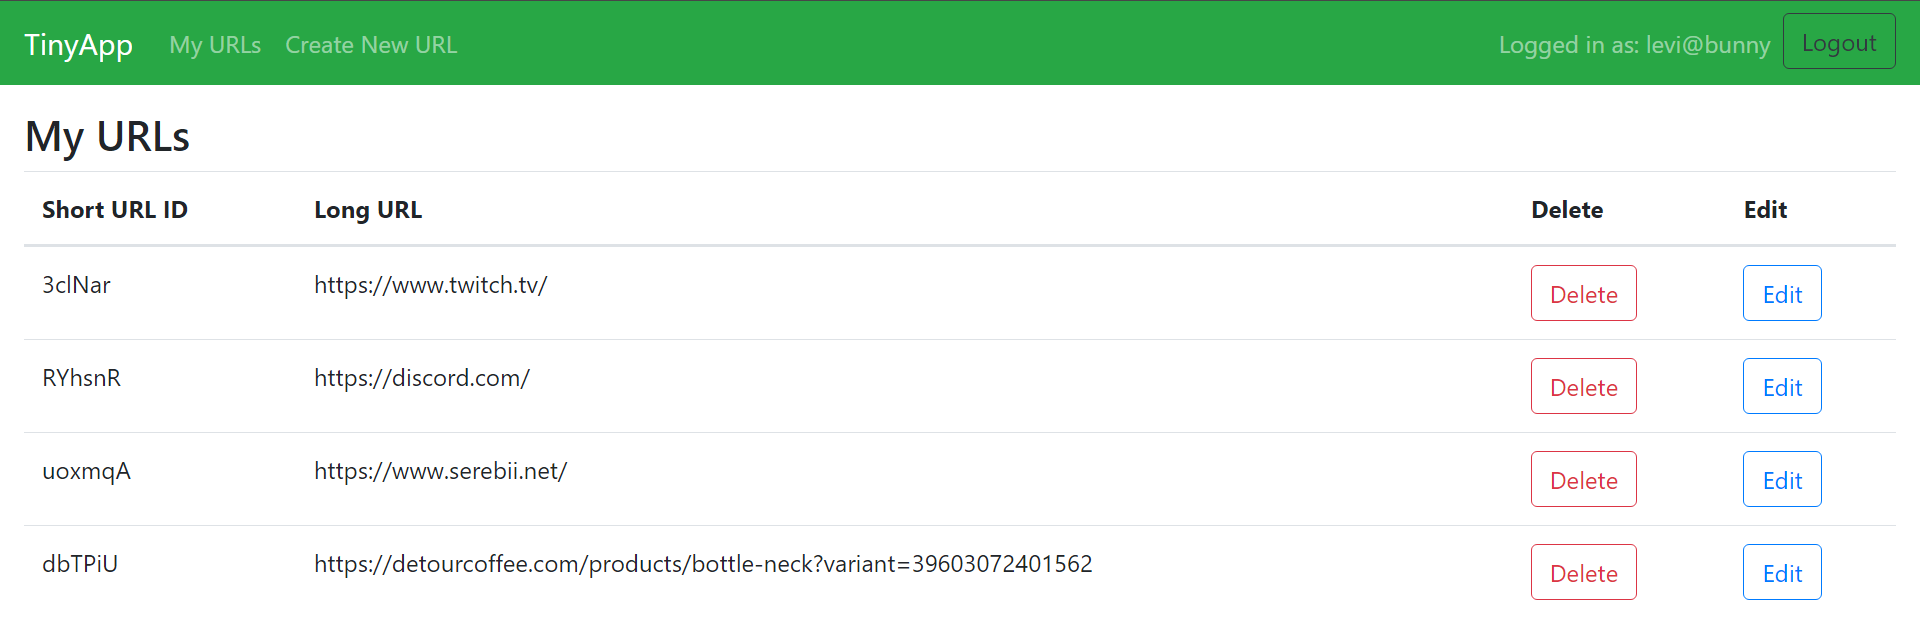 TinyApp My URLs Create New URL Logged in as: levi@bunny Logout
My URLs
Short URL ID Long URL Delete Edit
3clNar https://www.twitch.tv/ Delete Edit
RYhsnR https://discord.com/ Delete Edit
uoxmqA https://www.serebii.net/ Delete Edit
dbTPiU https://detourcoffee.com/products/bottle-neck?variant=39603072401562 Delete Edit